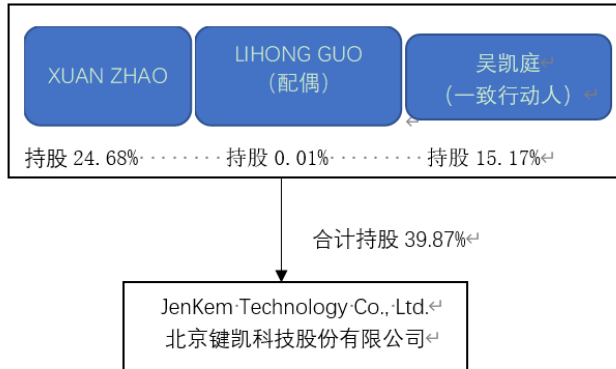 XUAN ZHAO
LIHONG GUO
（配偶）
吴凯庭
（一致行动人）
持股 24.68% 持股 0.01% 持股 15.17%
合计持股 39.87%
JenKem Technology Co., Ltd.
北京键凯科技股份有限公司